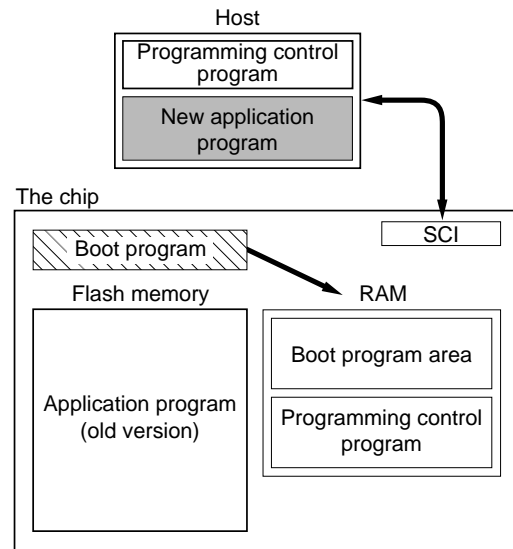 Host
Programming control
program
New application
program
The chip
SCI
Boot program
Flash memory
RAM
Application program
(old version)
Boot program area
Programming control
program